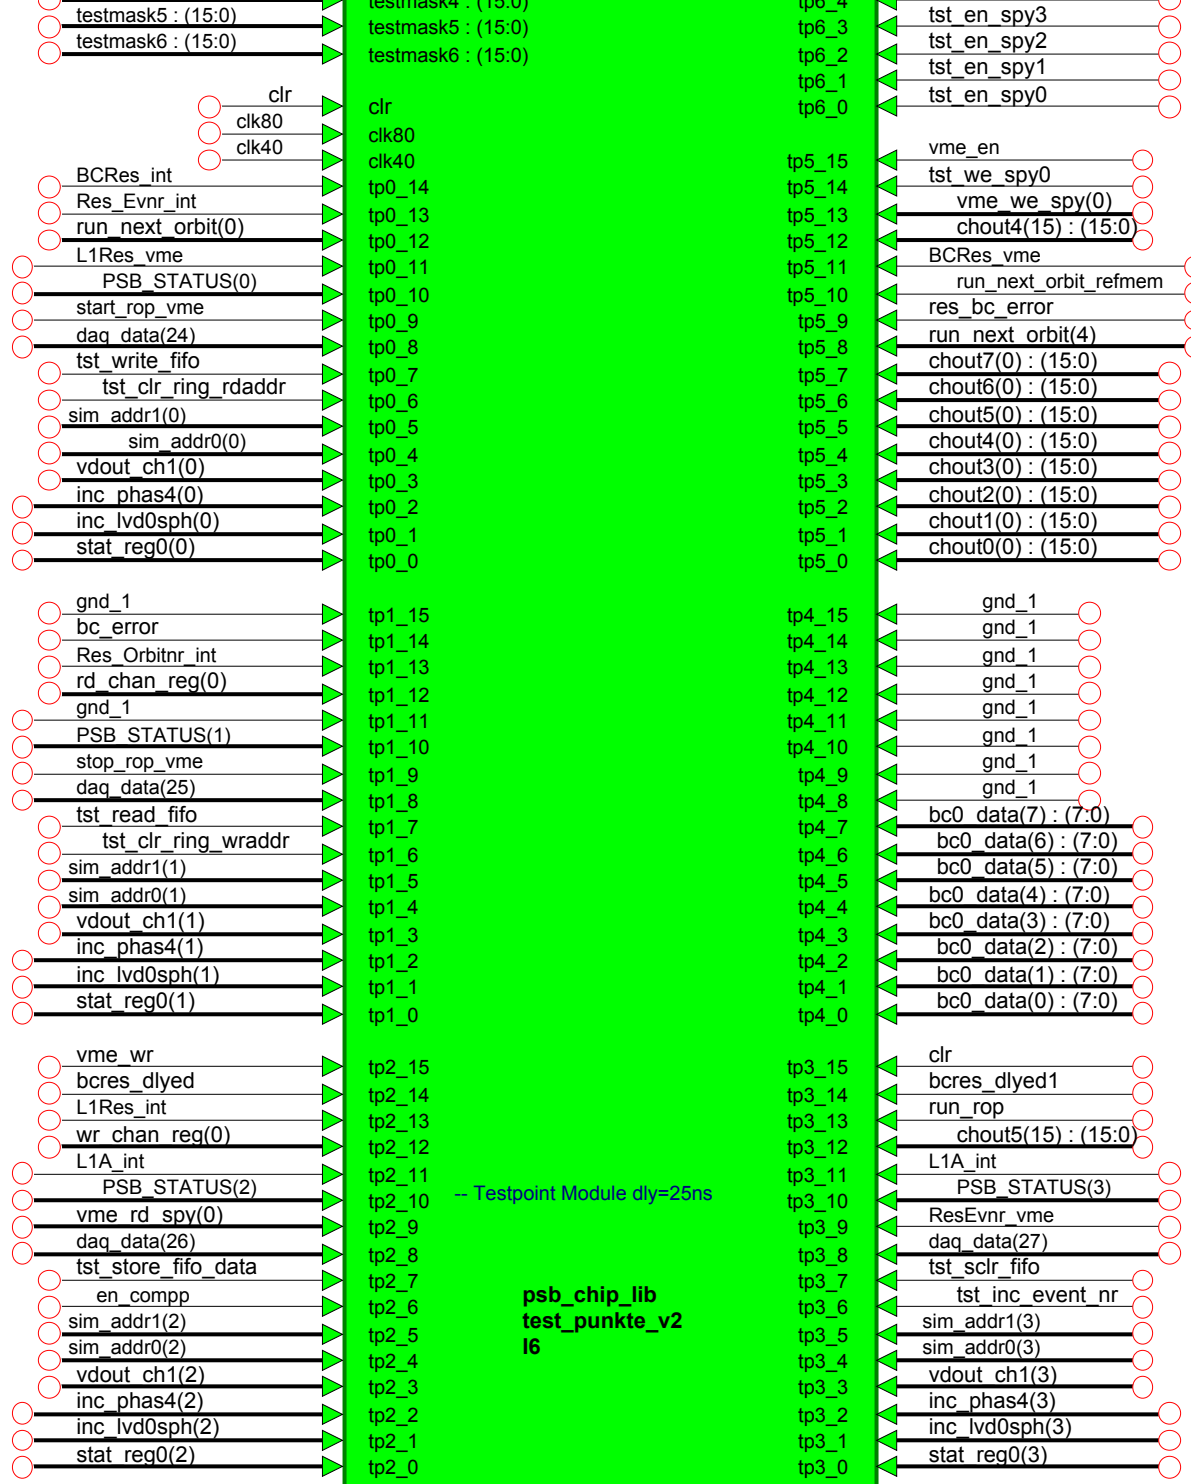 testmask4 : (15:0)
tp6_4
testmask5 : (15:0)
testmask5 : (15:0)
tp6_3
tst_en_spy3
testmask6 : (15:0)
testmask6 : (15:0)
tp6_2
tst_en_spy2
tp6_1
tst_en_spy1
tp6_0
tst_en_spy0
clr
clr
clk80
clk80
clk40
clk40
tp5_15
vme_en
BCRes_int
tp0_14
tp5_14
tst_we_spy0
Res_Evnr_int
tp0_13
tp5_13
vme_we_spy(0)
run_next_orbit(0)
tp0_12
tp5_12
chout4(15) : (15:0)
L1Res_vme
tp0_11
tp5_11
BCRes_vme
PSB_STATUS(0)
tp0_10
tp5_10
run_next_orbit_refmem
start_rop_vme
tp0_9
tp5_9
res_bc_error
daq_data(24)
tp0_8
tp5_8
run_next_orbit(4)
tst_write_fifo
tp0_7
tp5_7
chout7(0) : (15:0)
tst_clr_ring_rdaddr
tp0_6
tp5_6
chout6(0) : (15:0)
sim_addr1(0)
tp0_5
tp5_5
chout5(0) : (15:0)
sim_addr0(0)
tp0_4
tp5_4
chout4(0) : (15:0)
vdout_ch1(0)
tp0_3
tp5_3
chout3(0) : (15:0)
inc_phas4(0)
tp0_2
tp5_2
chout2(0) : (15:0)
inc_lvd0sph(0)
tp0_1
tp5_1
chout1(0) : (15:0)
stat_reg0(0)
tp0_0
tp5_0
chout0(0) : (15:0)
gnd_1
tp1_15
tp4_15
gnd_1
bc_error
tp1_14
tp4_14
gnd_1
Res_Orbitnr_int
tp1_13
tp4_13
gnd_1
rd_chan_reg(0)
tp1_12
tp4_12
gnd_1
gnd_1
tp1_11
tp4_11
gnd_1
PSB_STATUS(1)
tp1_10
tp4_10
gnd_1
stop_rop_vme
tp1_9
tp4_9
gnd_1
daq_data(25)
tp1_8
tp4_8
gnd_1
tst_read_fifo
tp1_7
tp4_7
bc0_data(7) : (7:0)
tst_clr_ring_wraddr
tp1_6
tp4_6
bc0_data(6) : (7:0)
sim_addr1(1)
tp1_5
tp4_5
bc0_data(5) : (7:0)
sim_addr0(1)
tp1_4
tp4_4
bc0_data(4) : (7:0)
vdout_ch1(1)
tp1_3
tp4_3
bc0_data(3) : (7:0)
inc_phas4(1)
tp1_2
tp4_2
bc0_data(2) : (7:0)
inc_lvd0sph(1)
tp1_1
tp4_1
bc0_data(1) : (7:0)
stat_reg0(1)
tp1_0
tp4_0
bc0_data(0) : (7:0)
vme_wr
tp2_15
tp3_15
clr
bcres_dlyed
tp2_14
tp3_14
bcres_dlyed1
L1Res_int
tp2_13
tp3_13
run_rop
wr_chan_reg(0)
tp2_12
tp3_12
chout5(15) : (15:0)
L1A_int
tp2_11
tp3_11
L1A_int
PSB_STATUS(2)
tp2_10
-- Testpoint Module dly=25ns
tp3_10
PSB_STATUS(3)
vme_rd_spy(0)
tp2_9
tp3_9
ResEvnr_vme
daq_data(26)
tp2_8
tp3_8
daq_data(27)
tst_store_fifo_data
tp2_7
tp3_7
tst_sclr_fifo
en_compp
tp2_6
psb_chip_lib
tp3_6
tst_inc_event_nr
sim_addr1(2)
tp2_5
test_punkte_v2
tp3_5
sim_addr1(3)
sim_addr0(2)
tp2_4
I6
tp3_4
sim_addr0(3)
vdout_ch1(2)
tp2_3
tp3_3
vdout_ch1(3)
inc_phas4(2)
tp2_2
tp3_2
inc_phas4(3)
inc_lvd0sph(2)
tp2_1
tp3_1
inc_lvd0sph(3)
stat_reg0(2)
tp2_0
tp3_0
stat_reg0(3)